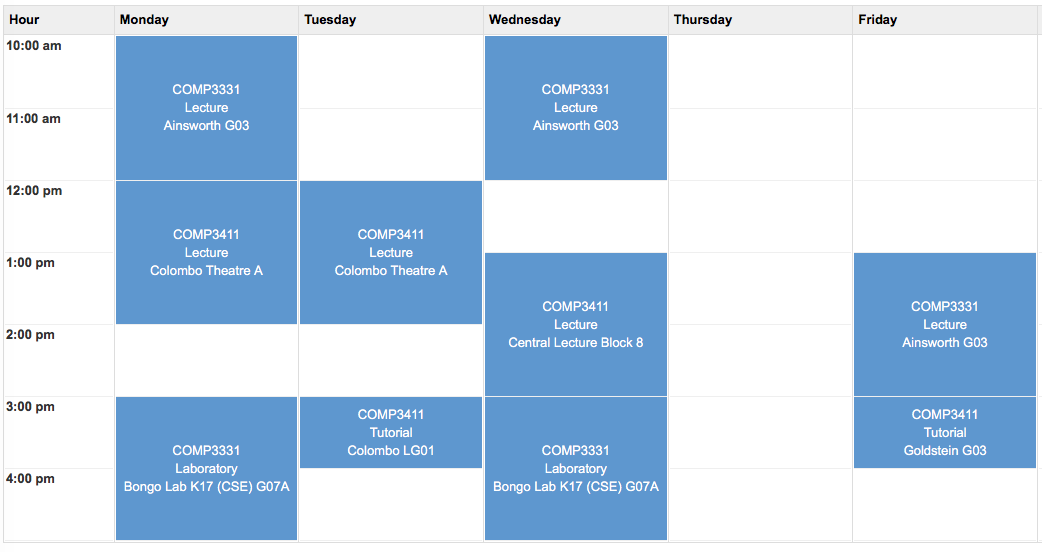 Hour Monday Tuesday Wednesday Thursday Friday
10:00 am
COMP3331
Lecture
Ainsworth G03
COMP3331
Lecture
Ainsworth G03
11:00 am
12:00 pm
COMP3411
Lecture
Colombo Theatre A
COMP3411
Lecture
Colombo Theatre A
1:00 pm
COMP3411
Lecture
Central Lecture Block 8
COMP3331
Lecture
Ainsworth G03
2:00 pm
3:00 pm
COMP3331
Laboratory
Bongo Lab K17 (CSE) G07A
COMP3411
Tutorial
Colombo LG01
COMP3331
Laboratory
Bongo Lab K17 (CSE) G07A
COMP3411
Tutorial
Goldstein G03
4:00 pm